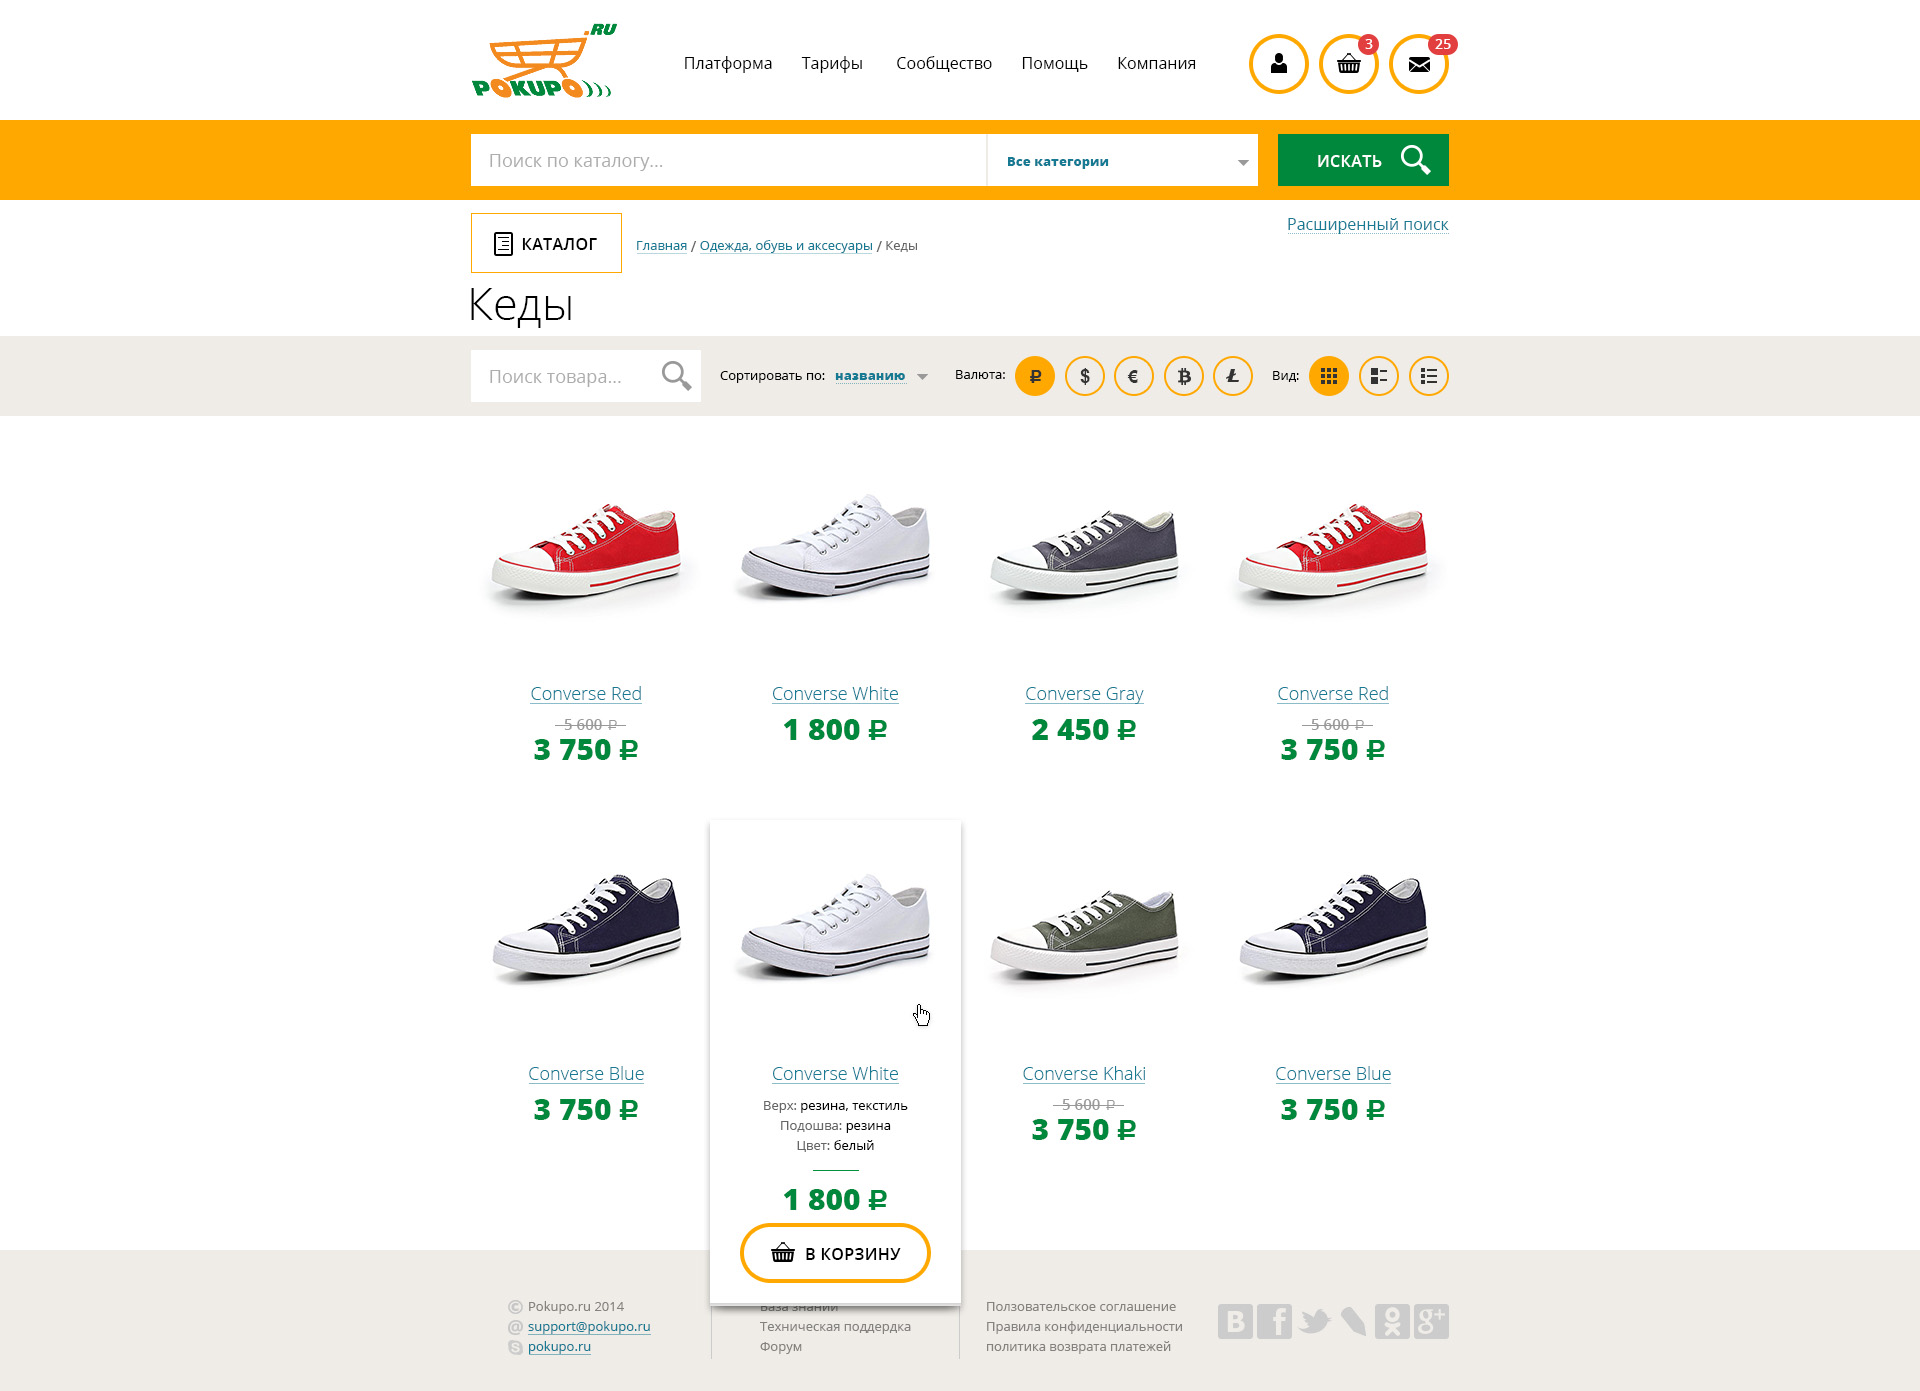 .RU
POKUPO
Платформа Тарифы Сообщество Помощь Компания
3
25
Поиск по каталогу... Все категории ИСКАТЬ
Расширенный поиск
КАТАЛОГ
Главная / Одежда, обувь и аксесуары / Кеды
Кеды
Поиск товара... Сортировать по: названию Валюта: ₽ $ € Ƀ Ł Вид:
Converse Red
5 600 ₽
3 750 ₽
Converse White
1 800 ₽
Converse Gray
2 450 ₽
Converse Red
5 600 ₽
3 750 ₽
Converse Blue
3 750 ₽
Converse White
Верх: резина, текстиль
Подошва: резина
Цвет: белый
1 800 ₽
В КОРЗИНУ
Converse Khaki
5 600 ₽
3 750 ₽
Converse Blue
3 750 ₽
© Pokupo.ru 2014
@ support@pokupo.ru
S pokupo.ru
База знаний
Техническая поддердка
Форум
Ползовательское соглашение
Правила конфиденциальности
политика возврата платежей
B f g+